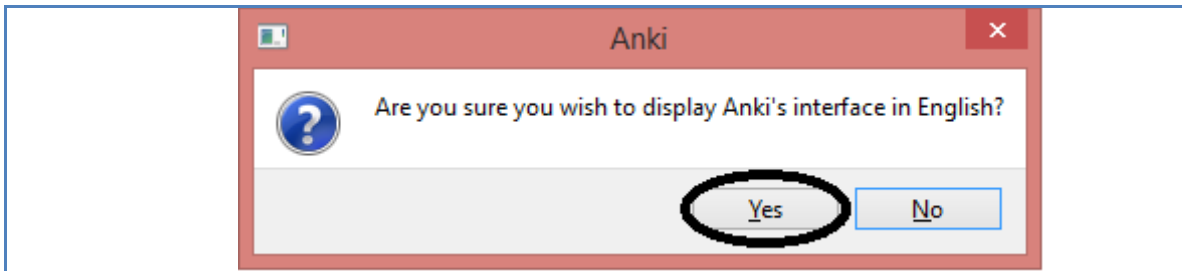 Anki
Are you sure you wish to display Anki's interface in English?
Yes No